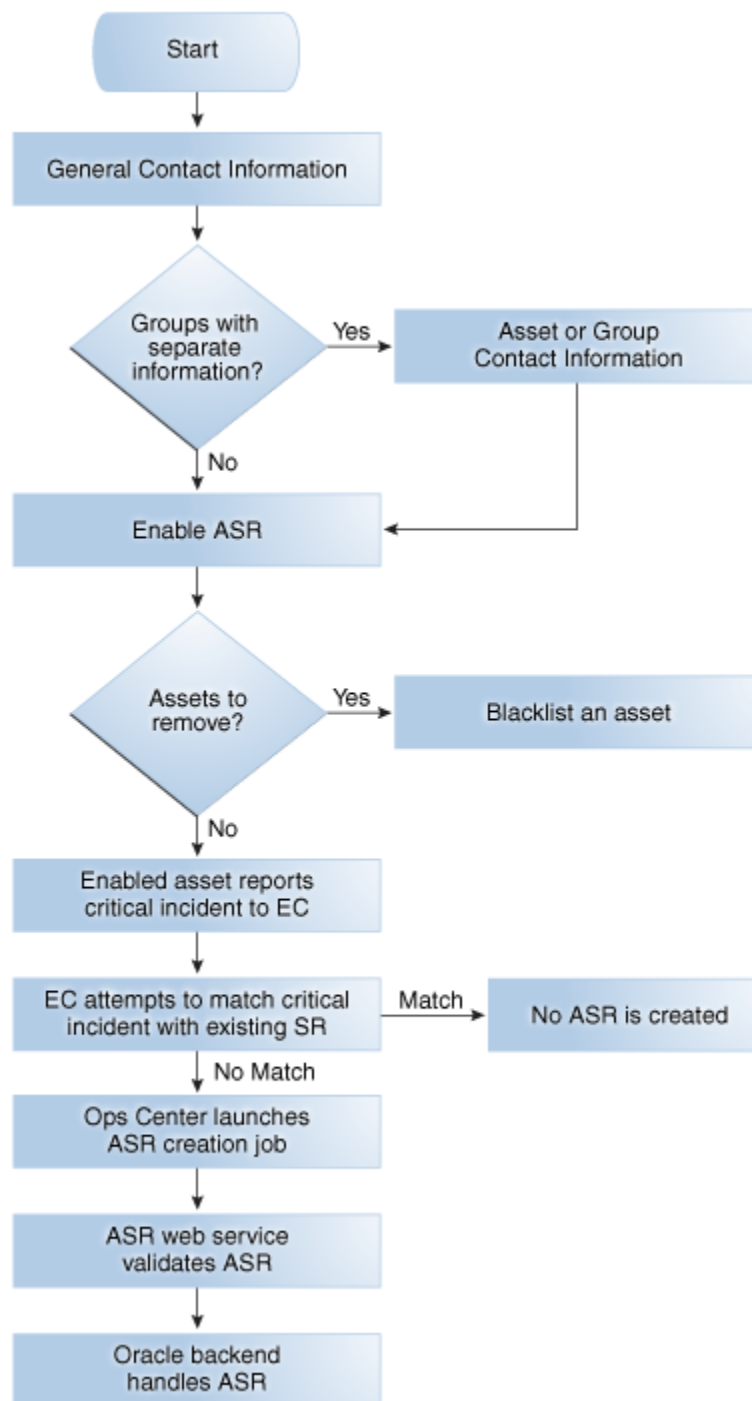 Start
General Contact Information
Groups with
separate
information?
Yes
Asset or Group
Contact Information
No
Enable ASR
Assets to
remove?
Yes
Blacklist an asset
No
Enabled asset reports
critical incident to EC
EC attempts to match critical
incident with existing SR
Match
No ASR is created
No Match
Ops Center launches
ASR creation job
ASR web service
validates ASR
Oracle backend
handles ASR